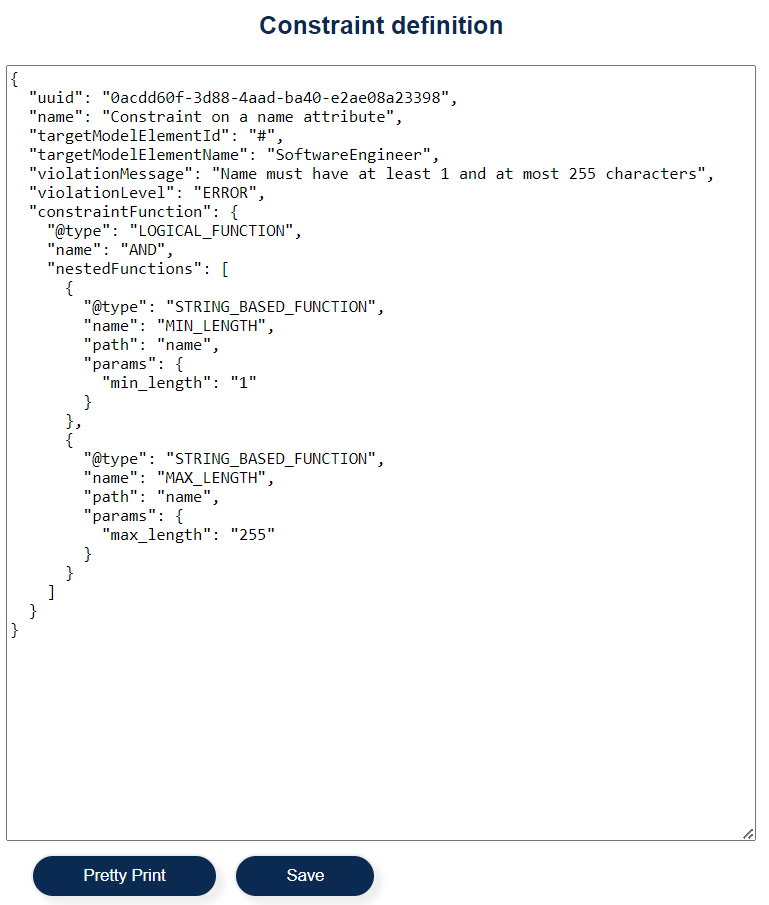 Constraint definition
{
  "uuid": "0acdd60f-3d88-4aad-ba40-e2ae08a23398",
  "name": "Constraint on a name attribute",
  "targetModelElementId": "#",
  "targetModelElementName": "SoftwareEngineer",
  "violationMessage": "Name must have at least 1 and at most 255 characters",
  "violationLevel": "ERROR",
  "constraintFunction": {
    "@type": "LOGICAL_FUNCTION",
    "name": "AND",
    "nestedFunctions": [
      {
        "@type": "STRING_BASED_FUNCTION",
        "name": "MIN_LENGTH",
        "path": "name",
        "params": {
          "min_length": "1"
        }
      },
      {
        "@type": "STRING_BASED_FUNCTION",
        "name": "MAX_LENGTH",
        "path": "name",
        "params": {
          "max_length": "255"
        }
      }
    ]
  }
}
Pretty Print
Save